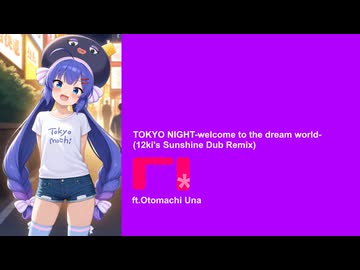 Tokyo
machi
TOKYO NIGHT-welcome to the dream world-
(12ki's Sunshine Dub Remix)
ft.Otomachi Una